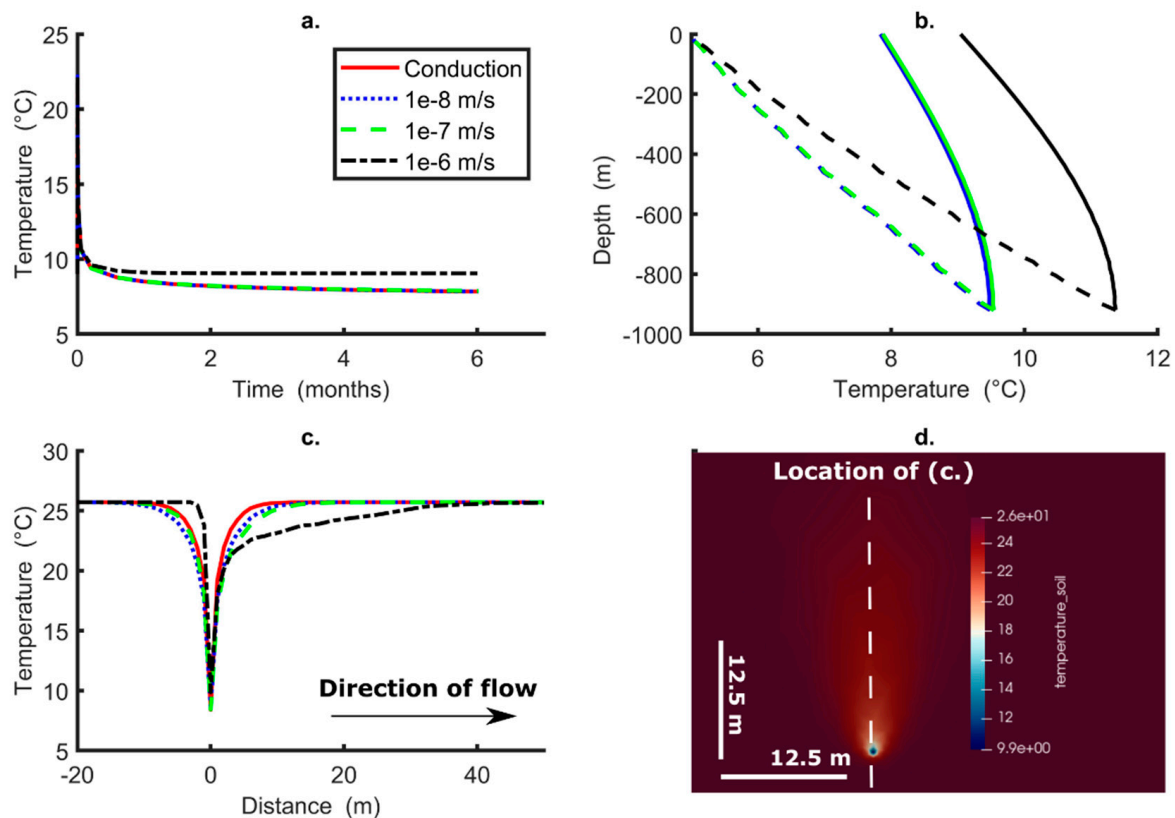 a.
25
20
15
10
5
Temperature (°C)
0
2
4
6
Time (months)
Conduction
1e-8 m/s
1e-7 m/s
1e-6 m/s
b.
0
-200
-400
-600
-800
-1000
Depth (m)
6
8
10
12
Temperature (°C)
c.
30
25
20
15
10
5
Temperature (°C)
-20
0
20
40
Distance (m)
Direction of flow
d.
Location of (c.)
2.6e+01
24
22
20
18
16
14
12
9.9e+00
temperature_soil
12.5 m
12.5 m